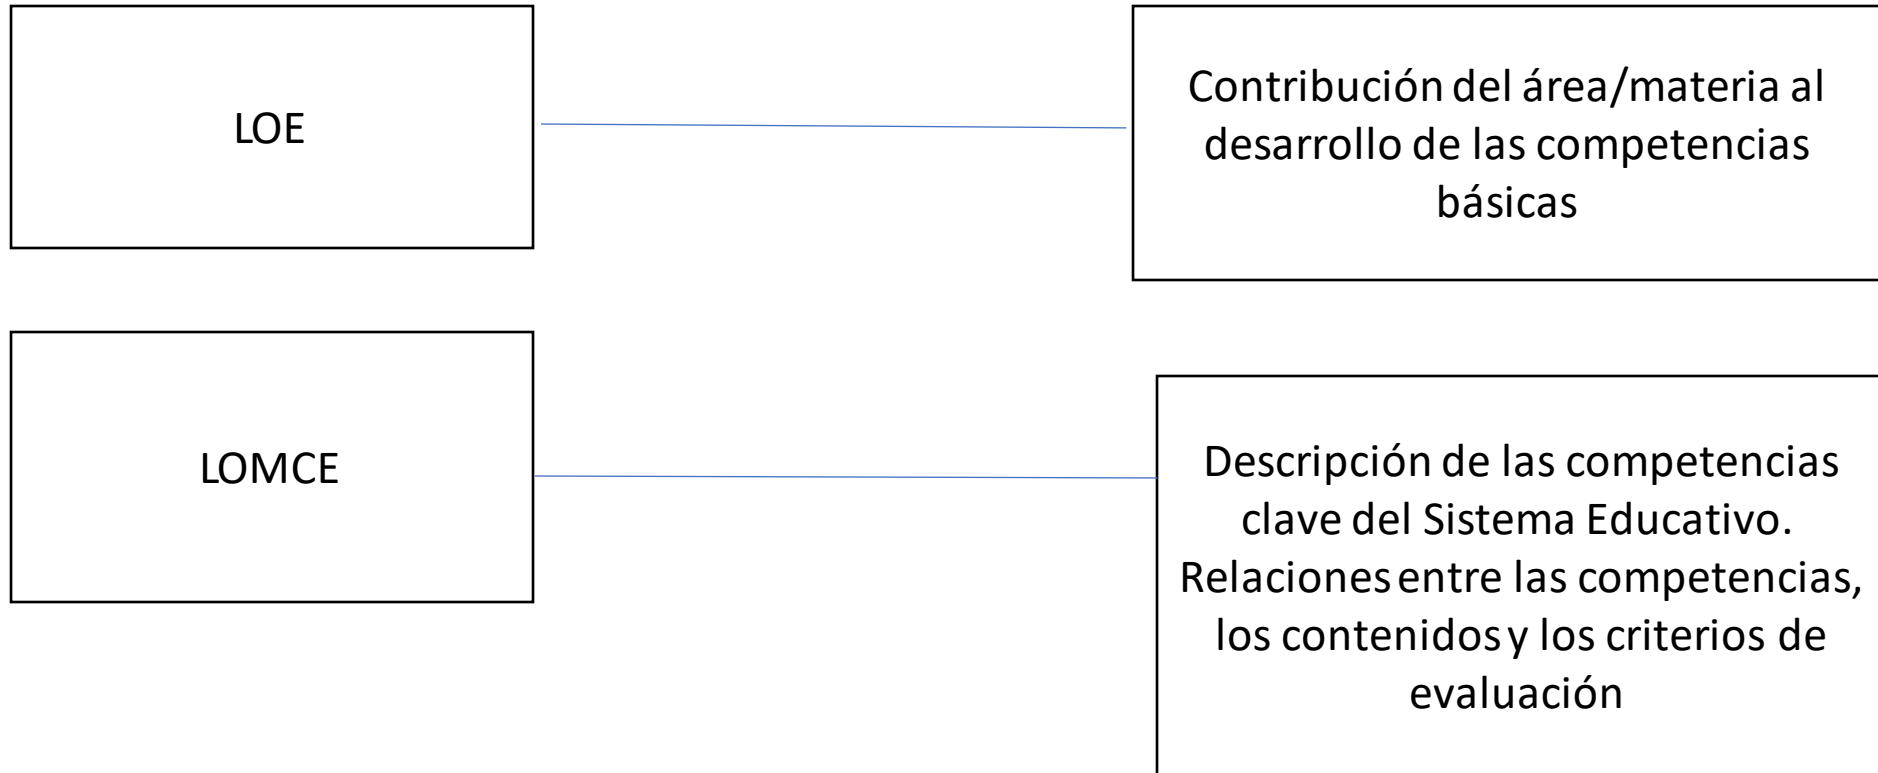 LOE
Contribución del área/materia al
desarrollo de las competencias
básicas
LOMCE
Descripción de las competencias
clave del Sistema Educativo.
Relaciones entre las competencias,
los contenidos y los criterios de
evaluación